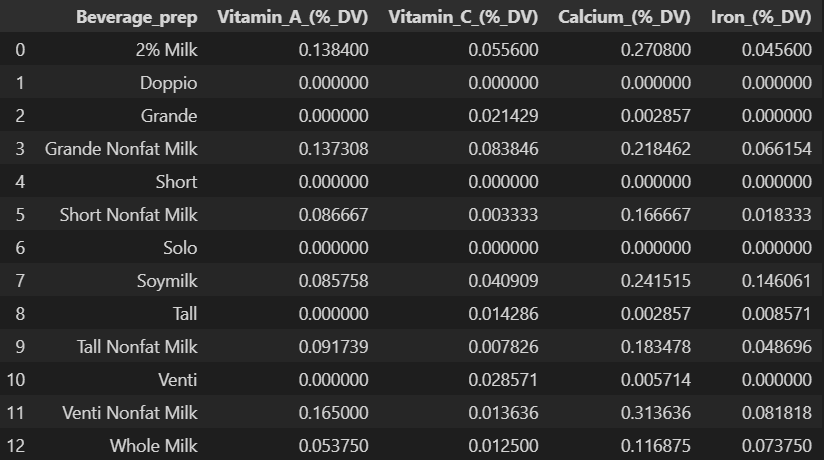 Beverage_prep Vitamin_A_(%_DV) Vitamin_C_(%_DV) Calcium_(%_DV) Iron_(%_DV)
0 2% Milk 0.138400 0.055600 0.270800 0.045600
1 Doppio 0.000000 0.000000 0.000000 0.000000
2 Grande 0.000000 0.021429 0.002857 0.000000
3 Grande Nonfat Milk 0.137308 0.083846 0.218462 0.066154
4 Short 0.000000 0.000000 0.000000 0.000000
5 Short Nonfat Milk 0.086667 0.003333 0.166667 0.018333
6 Solo 0.000000 0.000000 0.000000 0.000000
7 Soymilk 0.085758 0.040909 0.241515 0.146061
8 Tall 0.000000 0.014286 0.002857 0.008571
9 Tall Nonfat Milk 0.091739 0.007826 0.183478 0.048696
10 Venti 0.000000 0.028571 0.005714 0.000000
11 Venti Nonfat Milk 0.165000 0.013636 0.313636 0.081818
12 Whole Milk 0.053750 0.012500 0.116875 0.073750